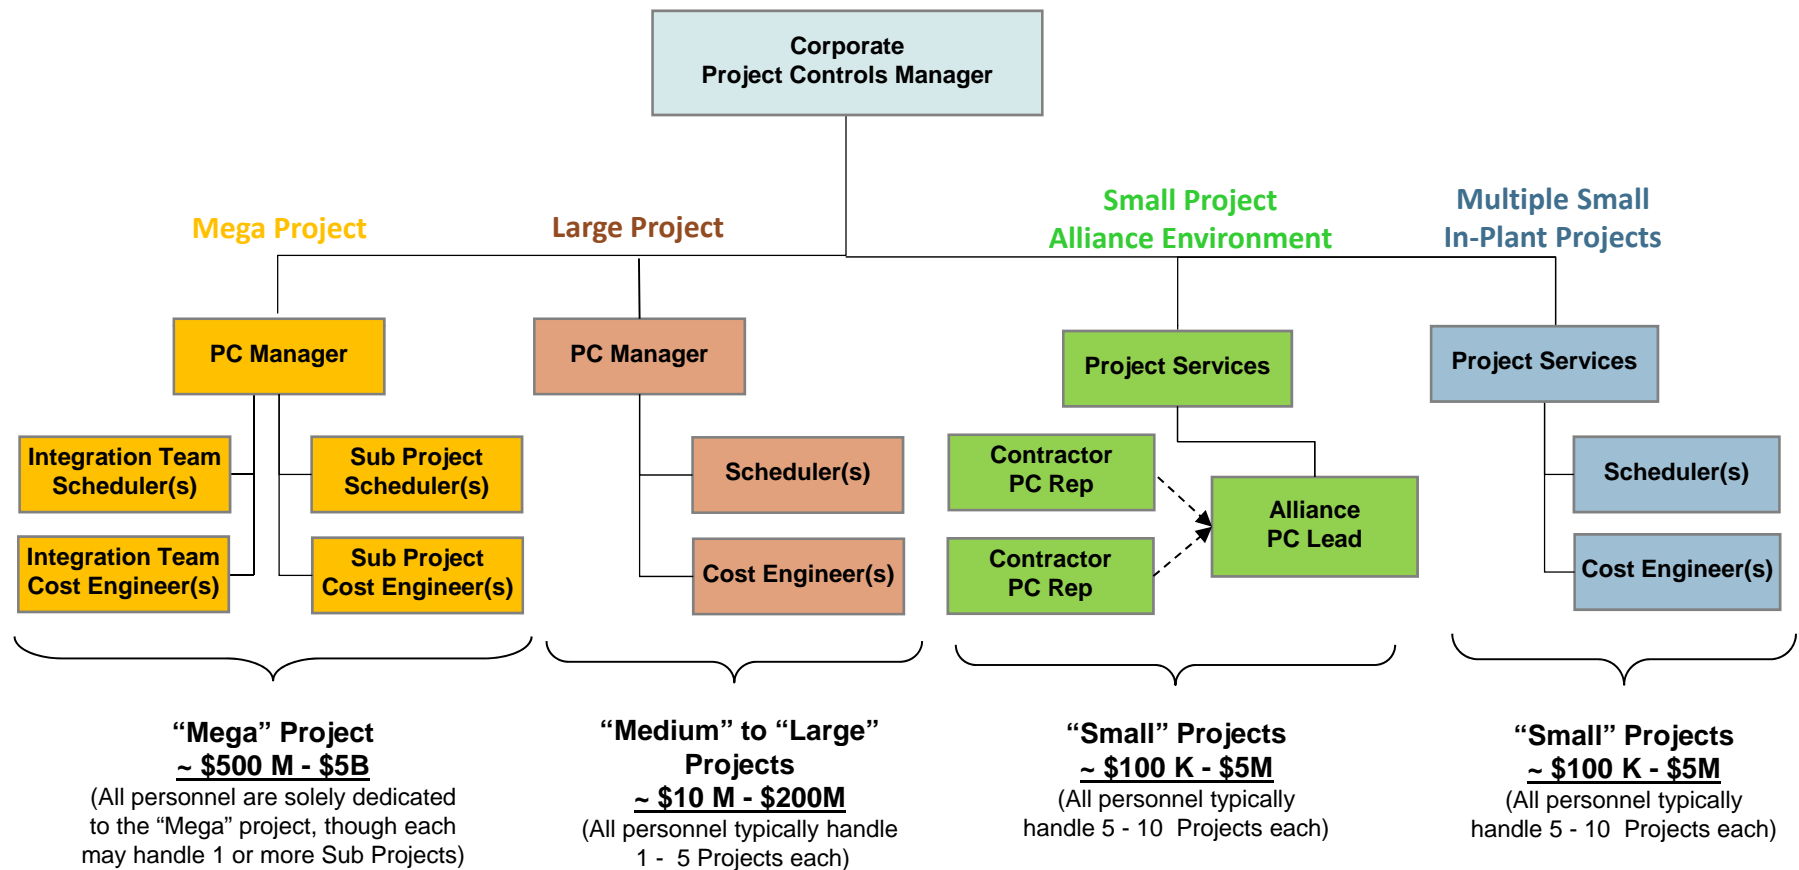 Corporate
Project Controls Manager
Mega Project
Large Project
Small Project
Alliance Environment
Multiple Small
In-Plant Projects
PC Manager
PC Manager
Project Services
Project Services
Integration Team
Scheduler(s)
Sub Project
Scheduler(s)
Integration Team
Cost Engineer(s)
Sub Project
Cost Engineer(s)
Scheduler(s)
Cost Engineer(s)
Contractor
PC Rep
Contractor
PC Rep
Alliance
PC Lead
Scheduler(s)
Cost Engineer(s)
“Mega” Project
~ $500 M - $5B
(All personnel are solely dedicated
to the “Mega” project, though each
may handle 1 or more Sub Projects)
“Medium” to “Large”
Projects
~ $10 M - $200M
(All personnel typically handle
1 - 5 Projects each)
“Small” Projects
~ $100 K - $5M
(All personnel typically
handle 5 - 10 Projects each)
“Small” Projects
~ $100 K - $5M
(All personnel typically
handle 5 - 10 Projects each)